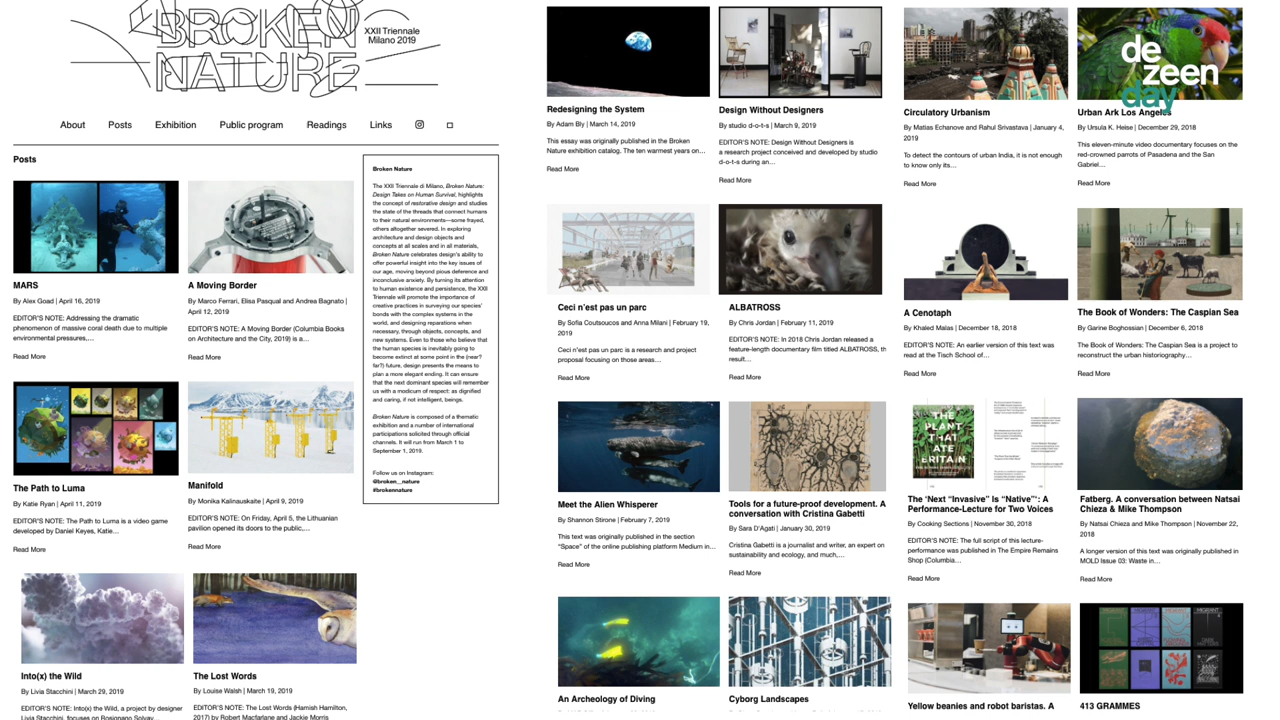 BROKEN
NATURE
XXII Triennale
Milano 2019
About
Posts
Exhibition
Public program
Readings
Links
Posts
MARS
By Alex Goad | April 16, 2019
EDITOR'S NOTE: Addressing the dramatic
phenomenon of massive coral death due to multiple
environmental pressures,…
Read More
A Moving Border
By Marco Ferrari, Elisa Pasqual and Andrea Bagnato |
April 12, 2019
EDITOR'S NOTE: A Moving Border (Columbia Books
on Architecture and the City, 2019) is a…
Read More
The Path to Luma
By Katie Ryan | April 11, 2019
EDITOR'S NOTE: The Path to Luma is a video game
developed by Daniel Keyes, Katie…
Read More
Manifold
By Monika Kalinauskaite | April 9, 2019
EDITOR'S NOTE: On Friday, April 5, the Lithuanian
pavilion opened its doors to the public,…
Read More
Into(x) the Wild
By Livia Stacchini | March 29, 2019
EDITOR'S NOTE: Into(x) the Wild, a project by designer
Livia Stacchini, focuses on Rosignano Solvay…
The Lost Words
By Louise Walsh | March 19, 2019
EDITOR'S NOTE: The Lost Words (Hamish Hamilton,
2017) by Robert Macfarlane and Jackie Morris
Broken Nature
The XXII Triennale di Milano, Broken Nature:
Design Takes on Human Survival, highlights
the concept of restorative design and studies
the state of the threads that connect humans
to their natural environments––some frayed,
others altogether severed. In exploring
architecture and design objects and
concepts at all scales and in all materials,
Broken Nature celebrates design's ability to
offer powerful insight into the key issues of
our age, moving beyond pious deference and
inconclusive anxiety. By turning its attention
to human existence and persistence, the XXII
Triennale will promote the importance of
creative practices in surveying our species'
bonds with the complex systems in the
world, and designing reparations when
necessary, through objects, concepts, and
new systems. Even to those who believe that
the human species is inevitably going to
become extinct at some point in the (near?
far?) future, design presents the means to
plan a more elegant ending. It can ensure
that the next dominant species will remember
us with a modicum of respect: as dignified
and caring, if not intelligent, beings.
Broken Nature is composed of a thematic
exhibition and a number of international
participations solicited through official
channels. It will run from March 1 to
September 1, 2019.
Follow us on Instagram:
@broken__nature
#brokennature
Redesigning the System
By Adam Bly | March 14, 2019
This essay was originally published in the Broken
Nature exhibition catalog. The ten warmest years on…
Read More
Design Without Designers
By studio d-o-t-s | March 9, 2019
EDITOR'S NOTE: Design Without Designers is
a research project conceived and developed by studio
d-o-t-s during an…
Read More
Ceci n'est pas un parc
By Sofia Coutsoucos and Anna Milani | February 19,
2019
Ceci n'est pas un parc is a research and project
proposal focusing on those areas…
Read More
ALBATROSS
By Chris Jordan | February 11, 2019
EDITOR'S NOTE: In 2018 Chris Jordan released a
feature-length documentary film titled ALBATROSS, th
result…
Read More
Meet the Alien Whisperer
By Shannon Stirone | February 7, 2019
This text was originally published in the section
"Space" of the online publishing platform Medium in…
Read More
Tools for a future-proof development. A
conversation with Cristina Gabetti
By Sara D'Agati | January 30, 2019
Cristina Gabetti is a journalist and writer, an expert on
sustainability and ecology, and much,…
Read More
An Archeology of Diving
Cyborg Landscapes
Circulatory Urbanism
By Matias Echanove and Rahul Srivastava | January 4,
2019
To detect the contours of urban India, it is not enough
to know only its…
Read More
de
zeen
day
Urban Ark Los Angeles
By Ursula K. Heise | December 29, 2018
This eleven-minute video documentary focuses on the
red-crowned parrots of Pasadena and the San
Gabriel…
Read More
A Cenotaph
By Khaled Malas | December 18, 2018
EDITOR'S NOTE: An earlier version of this text was
read at the Tisch School of…
Read More
The Book of Wonders: The Caspian Sea
By Garine Boghossian | December 6, 2018
The Book of Wonders: The Caspian Sea is a project to
reconstruct the urban historiography…
Read More
THE
PLANT
THAT
ATE
BRITAIN
The 'Next "Invasive" Is "Native"': A
Performance-Lecture for Two Voices
By Cooking Sections | November 30, 2018
EDITOR'S NOTE: The full script of this lecture-
performance was published in The Empire Remains
Shop (Columbia…
Read More
Fatberg. A conversation between Natsai
Chieza & Mike Thompson
By Natsai Chieza and Mike Thompson | November 22,
2018
A longer version of this text was originally published in
MOLD Issue 03: Waste in…
Read More
Yellow beanies and robot baristas. A
MIGRANT
MIGRANT
MIGRANT
413 GRAMMES